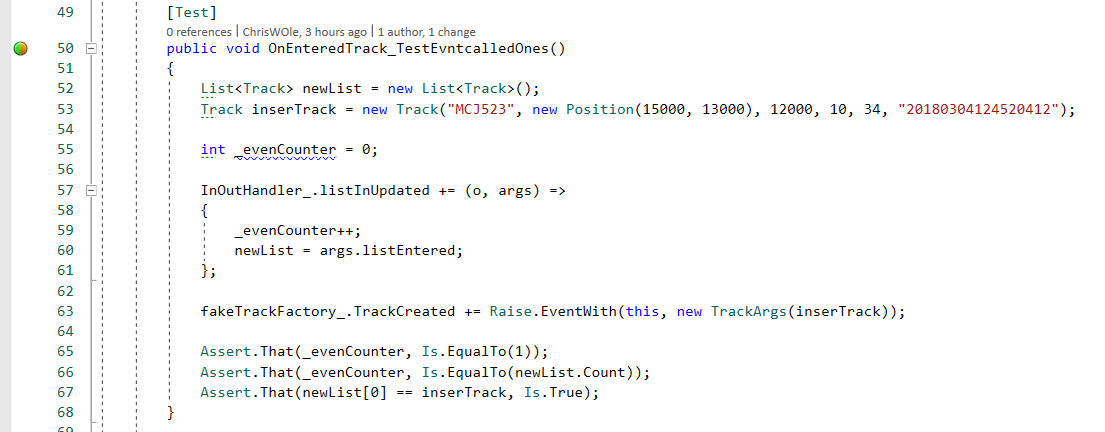 49 [Test]
0 references | ChrisWOle, 3 hours ago | 1 author, 1 change
50 public void OnEnteredTrack_TestEvntcalledOnes()
51 {
52 List<Track> newList = new List<Track>();
53 Track inserTrack = new Track("MCJ523", new Position(15000, 13000), 12000, 10, 34, "20180304124520412");
54
55 int _evenCounter = 0;
56
57 InOutHandler_.listInUpdated += (o, args) =>
58 {
59 _evenCounter++;
60 newList = args.listEntered;
61 };
62
63 fakeTrackFactory_.TrackCreated += Raise.EventWith(this, new TrackArgs(inserTrack));
64
65 Assert.That(_evenCounter, Is.EqualTo(1));
66 Assert.That(_evenCounter, Is.EqualTo(newList.Count));
67 Assert.That(newList[0] == inserTrack, Is.True);
68 }
69